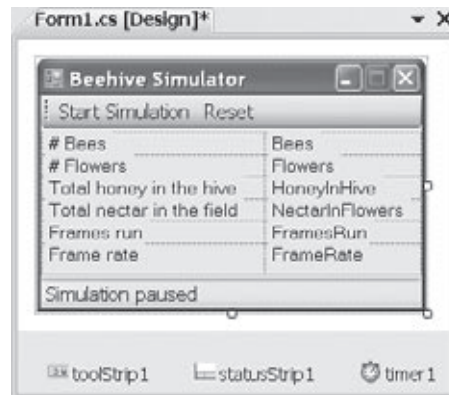 Form1.cs [Design]*
Beehive Simulator
Start Simulation Reset
# Bees Bees
# Flowers Flowers
Total honey in the hive HoneyInHive
Total nectar in the field NectarInFlowers
Frames run FramesRun
Frame rate FrameRate
Simulation paused
toolStrip1 statusStrip1 timer1